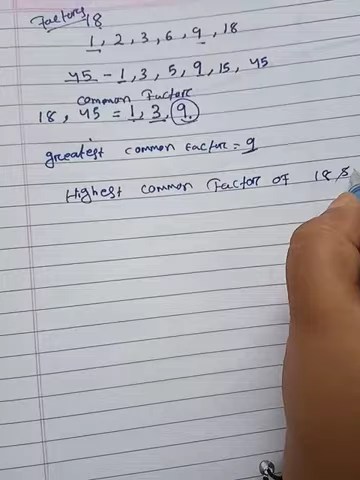 Factors
18
1, 2, 3, 6, 9, 18
45 - 1, 3, 5, 9, 15, 45
common Factor
18, 45 = 1, 3, 9.
greatest common Factor = 9
Highest common Factor of 18 &